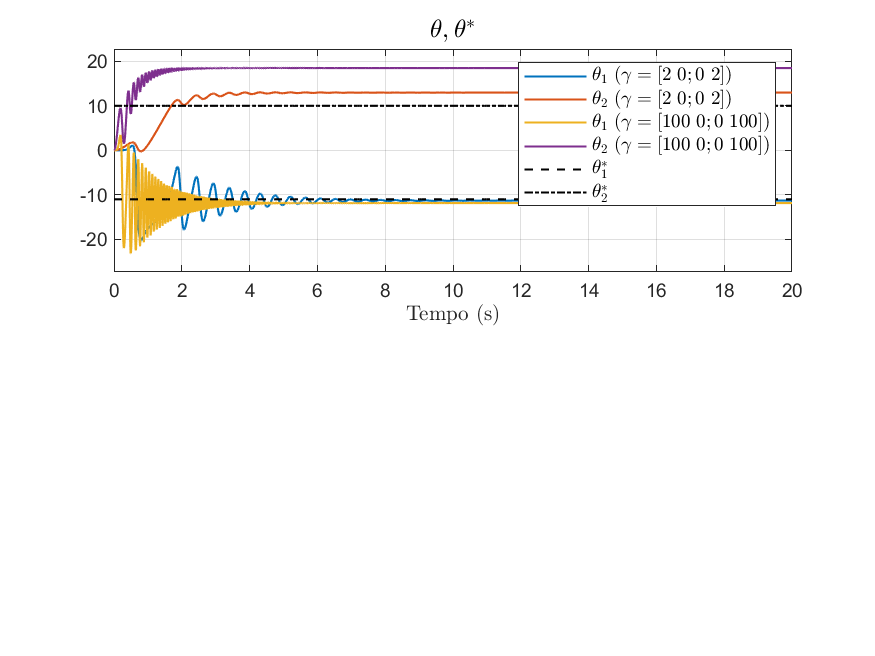 θ, θ*
20
10
0
-10
-20
0 2 4 6 8 10 12 14 16 18 20
Tempo (s)
θ₁ (γ = [2 0; 0 2])
θ₂ (γ = [2 0; 0 2])
θ₁ (γ = [100 0; 0 100])
θ₂ (γ = [100 0; 0 100])
θ₁*
θ₂*